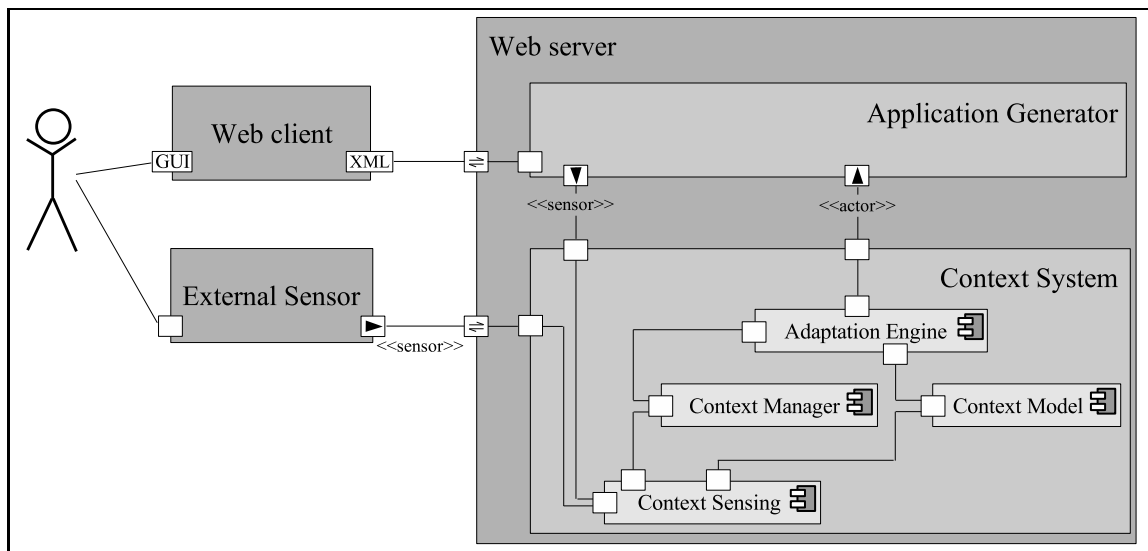 Web server
Application Generator
Web client
GUI
XML
<<sensor>>
<<actor>>
Context System
External Sensor
<<sensor>>
Adaptation Engine
Context Manager
Context Model
Context Sensing